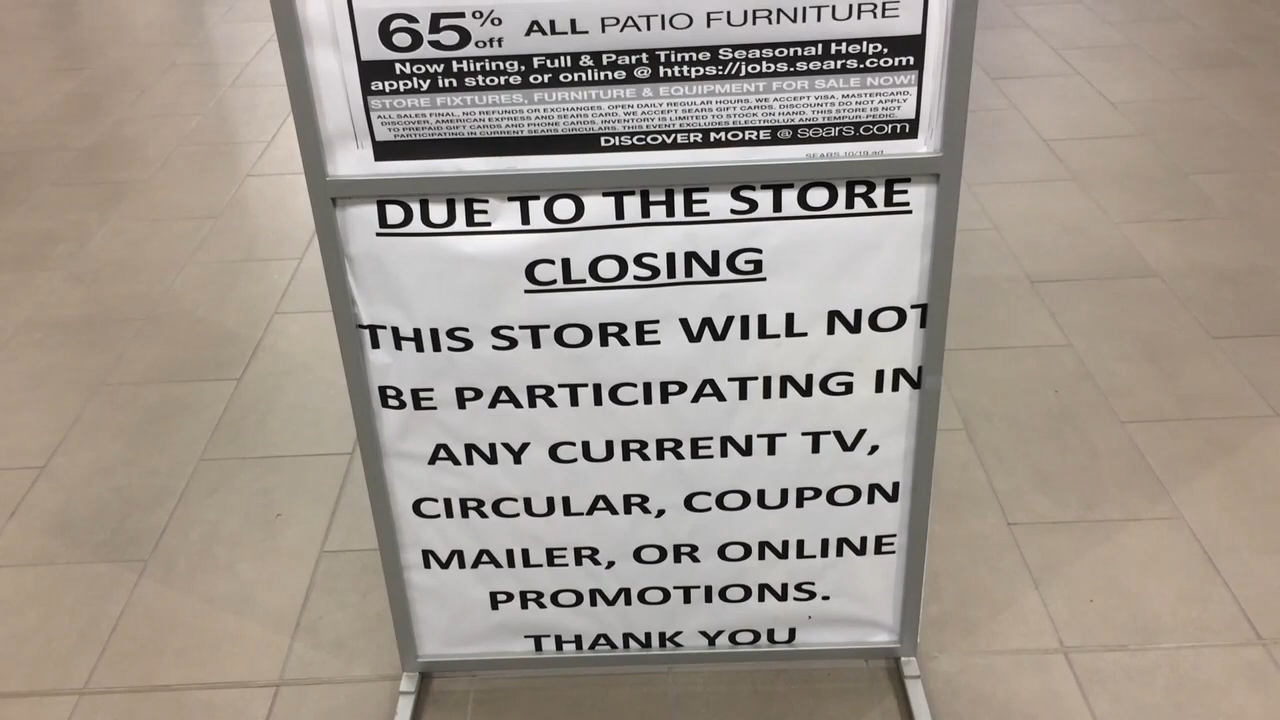 65% off ALL PATIO FURNITURE
Now Hiring, Full & Part Time Seasonal Help,
apply in store or online @ https://jobs.sears.com
STORE FIXTURES, FURNITURE & EQUIPMENT FOR SALE NOW!
ALL SALES FINAL, NO REFUNDS OR EXCHANGES. OPEN DAILY REGULAR HOURS. WE ACCEPT VISA, MASTERCARD,
DISCOVER, AMERICAN EXPRESS AND SEARS CARD. WE ACCEPT SEARS GIFT CARDS. DISCOUNTS DO NOT APPLY
TO PREPAID GIFT CARDS AND PHONE CARDS. INVENTORY IS LIMITED TO STOCK ON HAND. THIS STORE IS NOT
PARTICIPATING IN CURRENT SEARS CIRCULARS. THIS EVENT EXCLUDES ELECTROLUX AND TEMPUR-PEDIC.
DISCOVER MORE @ sears.com
SEARS 10/19 ad
DUE TO THE STORE
CLOSING
THIS STORE WILL NOT
BE PARTICIPATING IN
ANY CURRENT TV,
CIRCULAR, COUPON
MAILER, OR ONLINE
PROMOTIONS.
THANK YOU